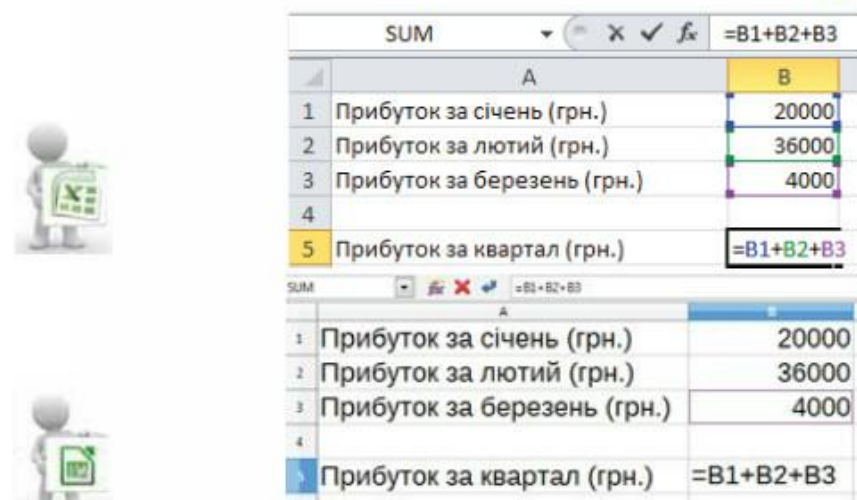 SUM fx =B1+B2+B3
A B
1 Прибуток за січень (грн.) 20000
2 Прибуток за лютий (грн.) 36000
3 Прибуток за березень (грн.) 4000
4
5 Прибуток за квартал (грн.) =B1+B2+B3
SUM =B1+B2+B3
A B
1 Прибуток за січень (грн.) 20000
2 Прибуток за лютий (грн.) 36000
3 Прибуток за березень (грн.) 4000
4
Прибуток за квартал (грн.) =B1+B2+B3